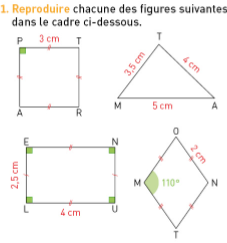 1. Reproduire chacune des figures suivantes
dans le cadre ci-dessous.
P 3 cm T
A R
T
3,5 cm 4 cm
M 5 cm A
E N
2,5 cm
L 4 cm U
O
2 cm
M 110° N
T